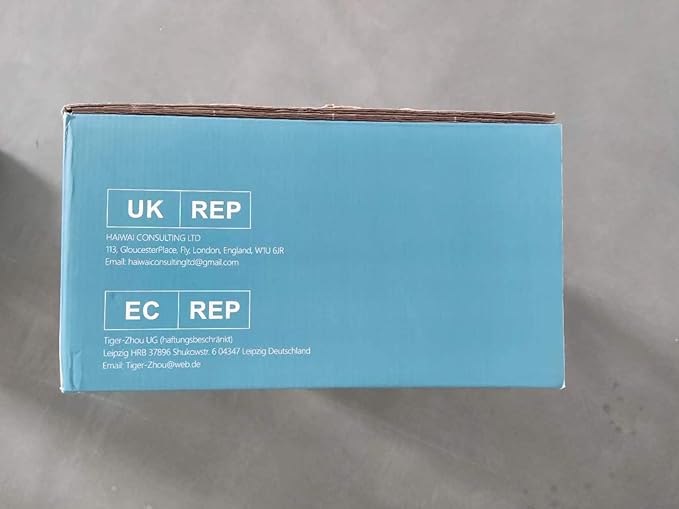 UK REP
HAIWAI CONSULTING LTD
113, GloucesterPlace, Fly, London, England, W1U 6JR
Email: haiwaiconsultingltd@gmail.com
EC REP
Tiger-Zhou UG (haftungsbeschränkt)
Leipzig HRB 37896 Shukowstr. 6 04347 Leipzig Deutschland
Email: Tiger-Zhou@web.de